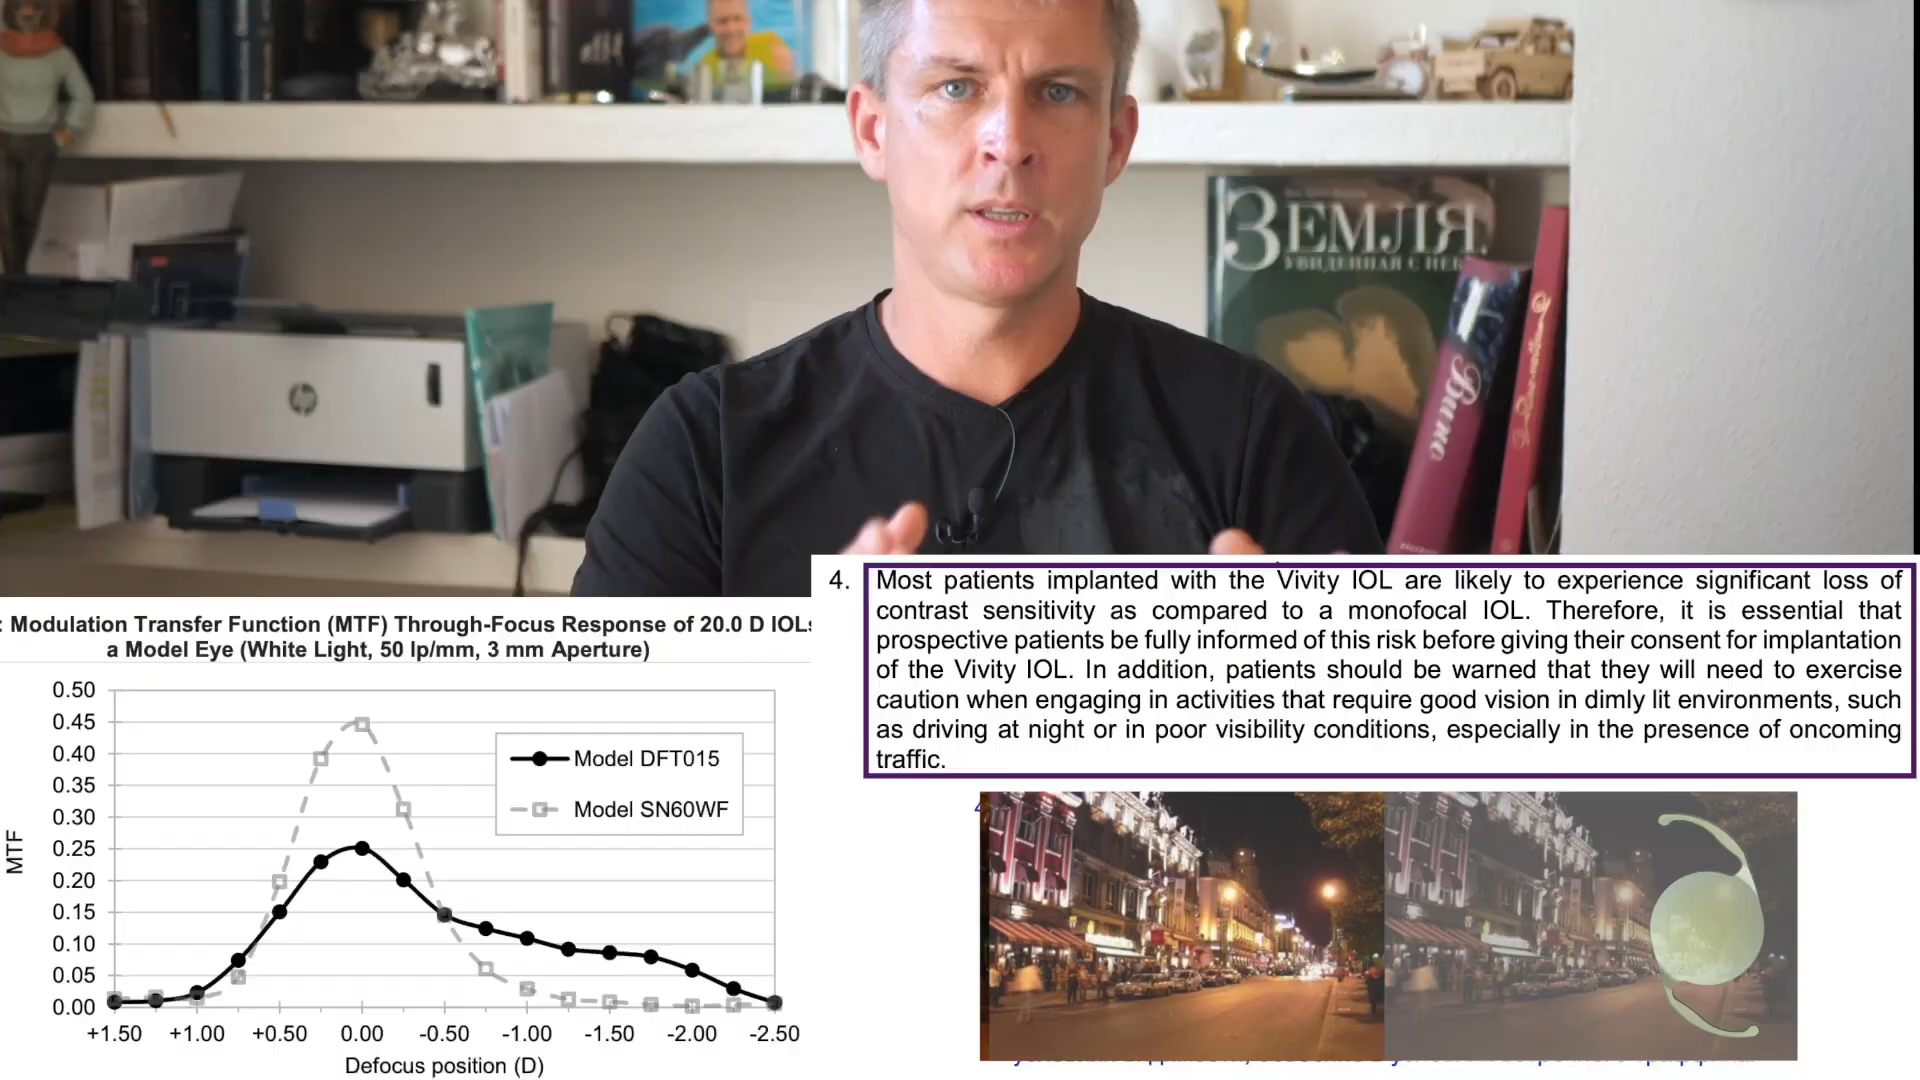 ЗЕМЛЯ.
УВИДЕННАЯ С НЕБ
Вино
hp
4.
Most patients implanted with the Vivity IOL are likely to experience significant loss of
contrast sensitivity as compared to a monofocal IOL. Therefore, it is essential that
prospective patients be fully informed of this risk before giving their consent for implantation
of the Vivity IOL. In addition, patients should be warned that they will need to exercise
caution when engaging in activities that require good vision in dimly lit environments, such
as driving at night or in poor visibility conditions, especially in the presence of oncoming
traffic.
: Modulation Transfer Function (MTF) Through-Focus Response of 20.0 D IOLs
a Model Eye (White Light, 50 lp/mm, 3 mm Aperture)
0.50
0.45
0.40
0.35
0.30
0.25
0.20
0.15
0.10
0.05
0.00
MTF
Model DFT015
Model SN60WF
+1.50 +1.00 +0.50 0.00 -0.50 -1.00 -1.50 -2.00 -2.50
Defocus position (D)